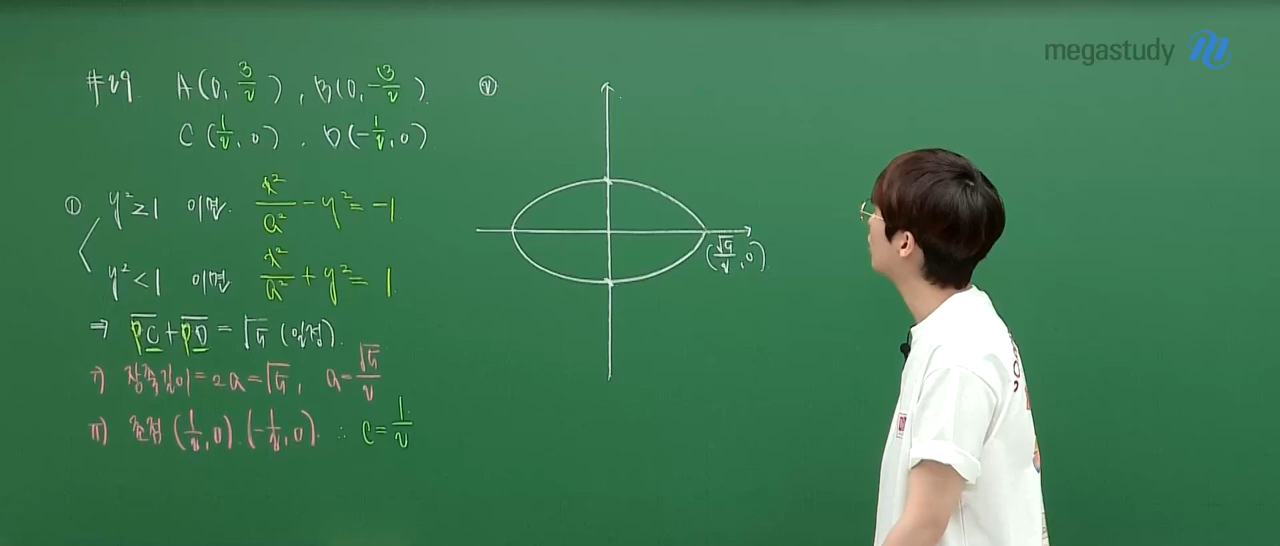 megastudy
#29. A(0, 3/2), B(0, -3/2).
C(1/2, 0), D(-1/2, 0)
① y²≥1 이면. x²/a² - y² = -1
y²<1 이면 x²/a² + y² = 1.
⇒ PC + PD = √5 (일정).
i) 장축길이 = 2a = √5, a = √5/2
ii) 초점 (1/2, 0). (-1/2, 0). ∴ c = 1/2
②
(√5/2, 0)